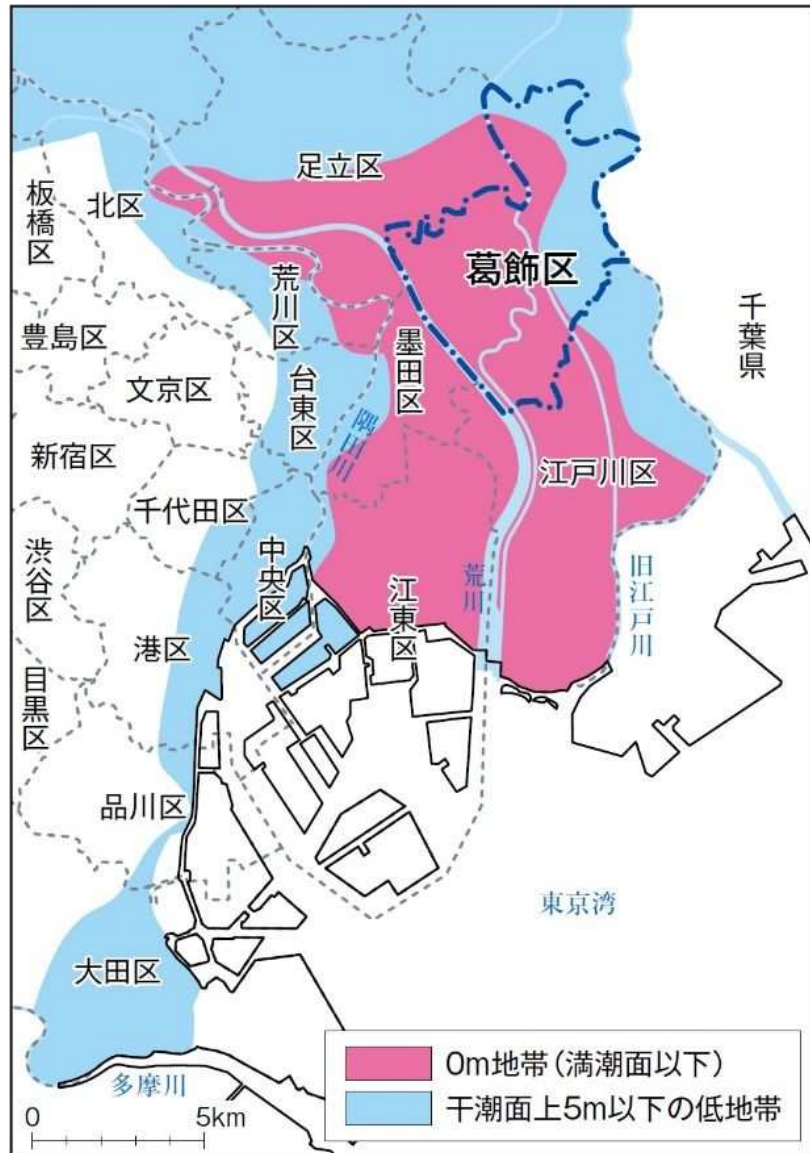 足立区
北区
板橋区
葛飾区
荒川区
千葉県
豊島区
墨田区
文京区
台東区
隅田川
新宿区
江戸川区
千代田区
中央区
渋谷区
荒川
旧江戸川
江東区
港区
目黒区
品川区
東京湾
大田区
多摩川
0m地帯(満潮面以下)
干潮面上5m以下の低地帯
0 5km